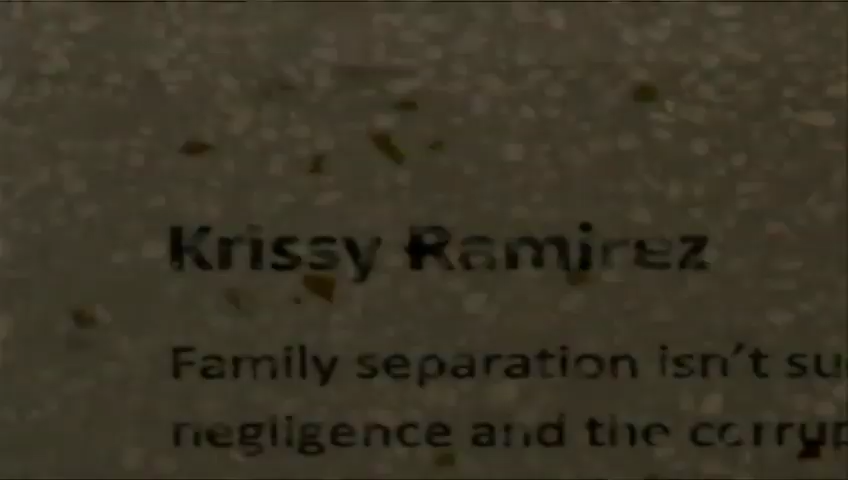 Krissy Ramirez
Family separation isn't
negligence and the